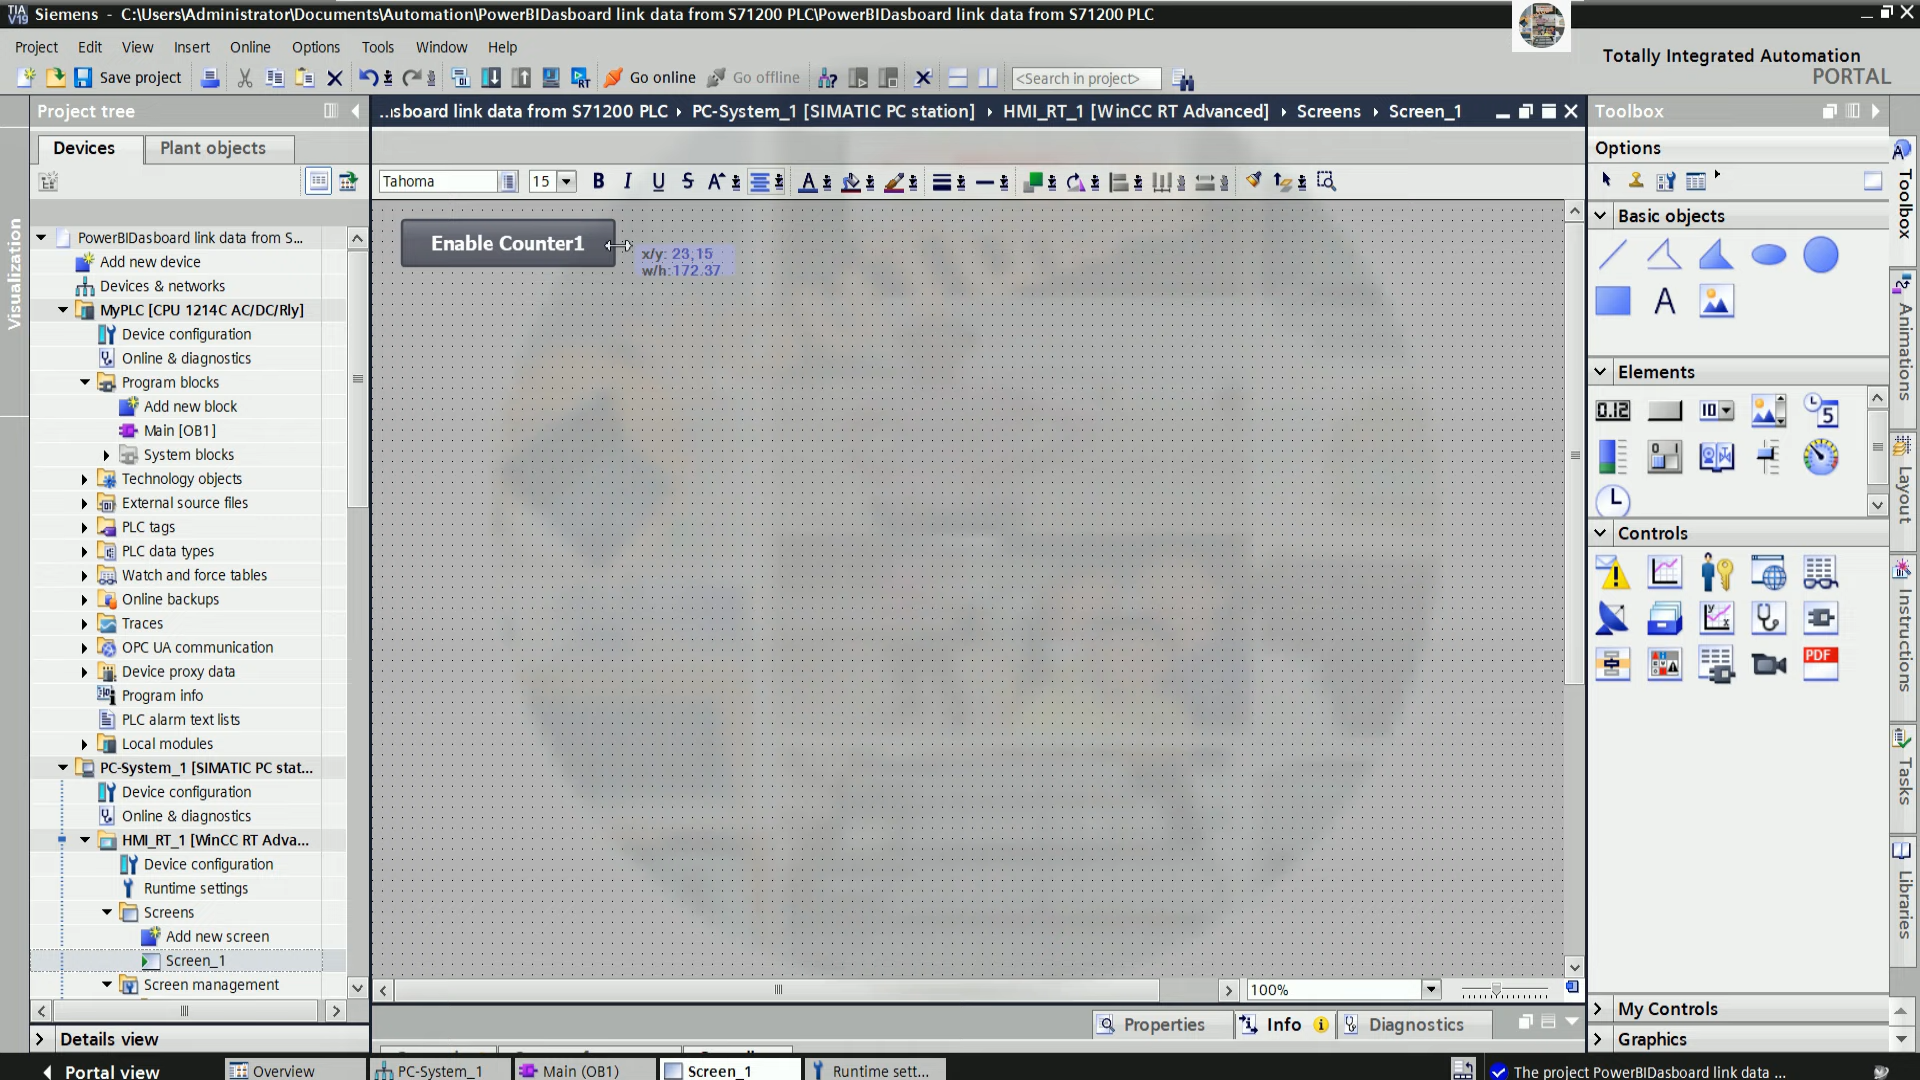 TIA V19 Siemens - C:\Users\Administrator\Documents\Automation\PowerBIDasboard link data from S71200 PLC\PowerBIDasboard link data from S71200 PLC
Project Edit View Insert Online Options Tools Window Help
Totally Integrated Automation
PORTAL
Save project
Go online
Go offline
<Search in project>
Project tree
...sboard link data from S71200 PLC › PC-System_1 [SIMATIC PC station] › HMI_RT_1 [WinCC RT Advanced] › Screens › Screen_1
Toolbox
Devices
Plant objects
Options
Tahoma
15
B I U S A
Visualization
PowerBIDasboard link data from S...
Add new device
Devices & networks
MyPLC [CPU 1214C AC/DC/Rly]
Device configuration
Online & diagnostics
Program blocks
Add new block
Main [OB1]
System blocks
Technology objects
External source files
PLC tags
PLC data types
Watch and force tables
Online backups
Traces
OPC UA communication
Device proxy data
Program info
PLC alarm text lists
Local modules
PC-System_1 [SIMATIC PC stat...
Device configuration
Online & diagnostics
HMI_RT_1 [WinCC RT Adva...
Device configuration
Runtime settings
Screens
Add new screen
Screen_1
Screen management
Enable Counter1
x/y: 23,15
w/h:172,37
Basic objects
A
Elements
0.12
10
5
Controls
PDF
My Controls
Graphics
Toolbox
Animations
Layout
Instructions
Tasks
Libraries
100%
Properties
Info
Diagnostics
Details view
Portal view
Overview
PC-System_1
Main (OB1)
Screen_1
Runtime sett...
The project PowerBIDasboard link data ...